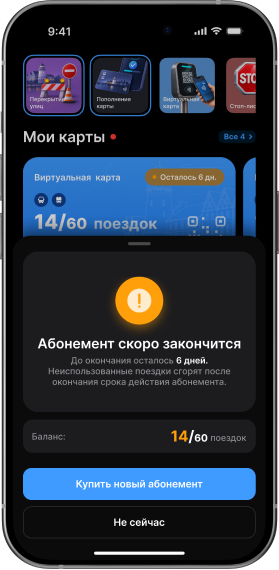 9:41
Перекрытия улиц
Пополнение карты
Виртуальная карта
Стоп-лис
STO
Мои карты
Все 4 >
Виртуальная карта
Осталось 6 дн.
14/60 поездок
Абонемент скоро закончится
До окончания осталось 6 дней.
Неиспользованные поездки сгорят после
окончания срока действия абонемента.
Баланс:
14/60 поездок
Купить новый абонемент
Не сейчас